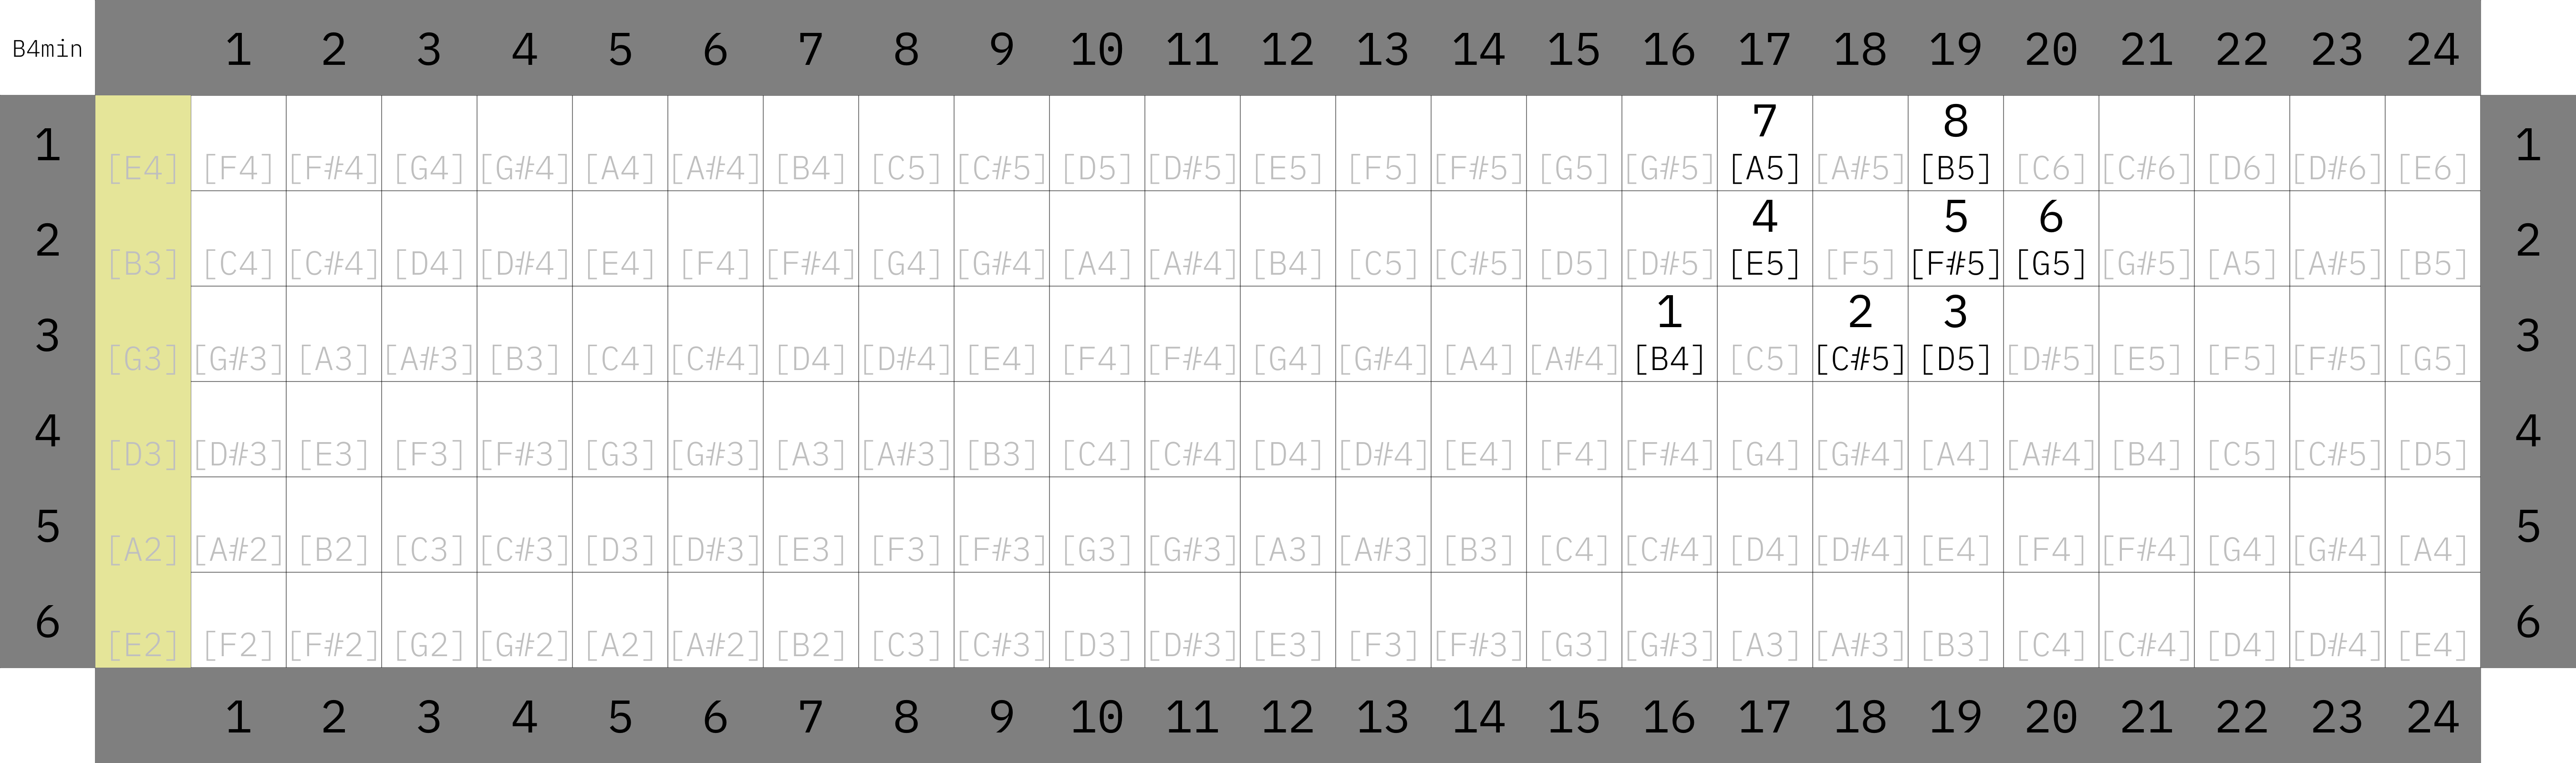 B4min 1 2 3 4 5 6 7 8 9 10 11 12 13 14 15 16 17 18 19 20 21 22 23 24
7 8
1 [E4] [F4] [F#4] [G4] [G#4] [A4] [A#4] [B4] [C5] [C#5] [D5] [D#5] [E5] [F5] [F#5] [G5] [G#5] [A5] [A#5] [B5] [C6] [C#6] [D6] [D#6] [E6] 1
4 5 6
2 [B3] [C4] [C#4] [D4] [D#4] [E4] [F4] [F#4] [G4] [G#4] [A4] [A#4] [B4] [C5] [C#5] [D5] [D#5] [E5] [F5] [F#5] [G5] [G#5] [A5] [A#5] [B5] 2
1 2 3
3 [G3] [G#3] [A3] [A#3] [B3] [C4] [C#4] [D4] [D#4] [E4] [F4] [F#4] [G4] [G#4] [A4] [A#4] [B4] [C5] [C#5] [D5] [D#5] [E5] [F5] [F#5] [G5] 3
4 [D3] [D#3] [E3] [F3] [F#3] [G3] [G#3] [A3] [A#3] [B3] [C4] [C#4] [D4] [D#4] [E4] [F4] [F#4] [G4] [G#4] [A4] [A#4] [B4] [C5] [C#5] [D5] 4
5 [A2] [A#2] [B2] [C3] [C#3] [D3] [D#3] [E3] [F3] [F#3] [G3] [G#3] [A3] [A#3] [B3] [C4] [C#4] [D4] [D#4] [E4] [F4] [F#4] [G4] [G#4] [A4] 5
6 [E2] [F2] [F#2] [G2] [G#2] [A2] [A#2] [B2] [C3] [C#3] [D3] [D#3] [E3] [F3] [F#3] [G3] [G#3] [A3] [A#3] [B3] [C4] [C#4] [D4] [D#4] [E4] 6
1 2 3 4 5 6 7 8 9 10 11 12 13 14 15 16 17 18 19 20 21 22 23 24